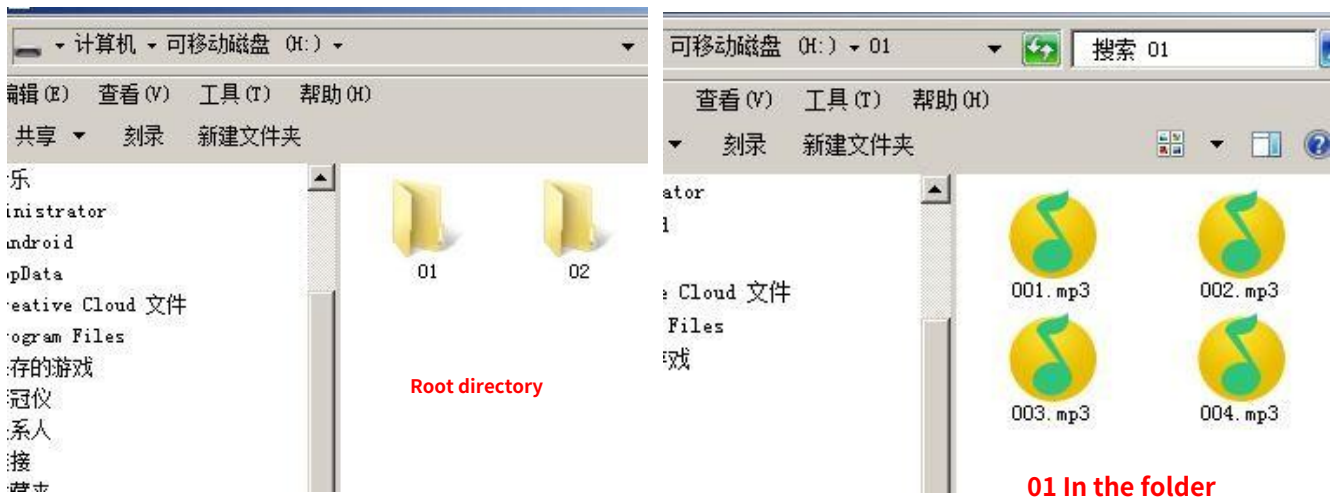 计算机 可移动磁盘 (H:)
编辑(E) 查看(V) 工具(T) 帮助(H)
共享 刻录 新建文件夹
乐
inistrator
ndroid
pData
reative Cloud 文件
rogram Files
存的游戏
冠仪
系人
接
藏夹
01
02
Root directory
可移动磁盘 (H:) 01
搜索 01
查看(V) 工具(T) 帮助(H)
刻录 新建文件夹
ator
d
Cloud 文件
Files
戏
001.mp3
002.mp3
003.mp3
004.mp3
01 In the folder